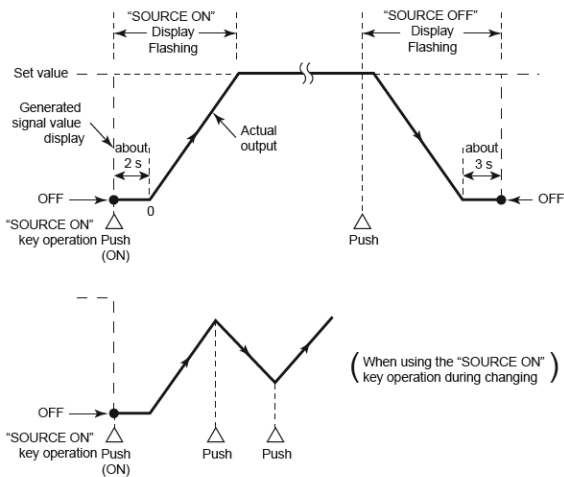 “SOURCE ON”
Display
Flashing
“SOURCE OFF”
Display
Flashing
Set value
Generated
signal value
display
Actual
output
about
2 s
about
3 s
OFF
0
OFF
“SOURCE ON”
key operation
Push
(ON)
Push
(When using the “SOURCE ON”
key operation during changing)
OFF
“SOURCE ON”
key operation
Push
(ON)
Push
Push